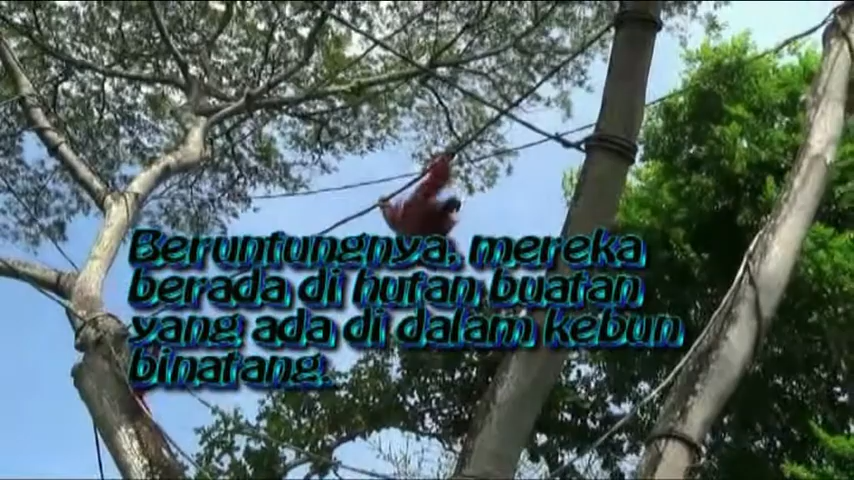 Beruntungnya, mereka
berada di hutan buatan
yang ada di dalam kebun
binatang.